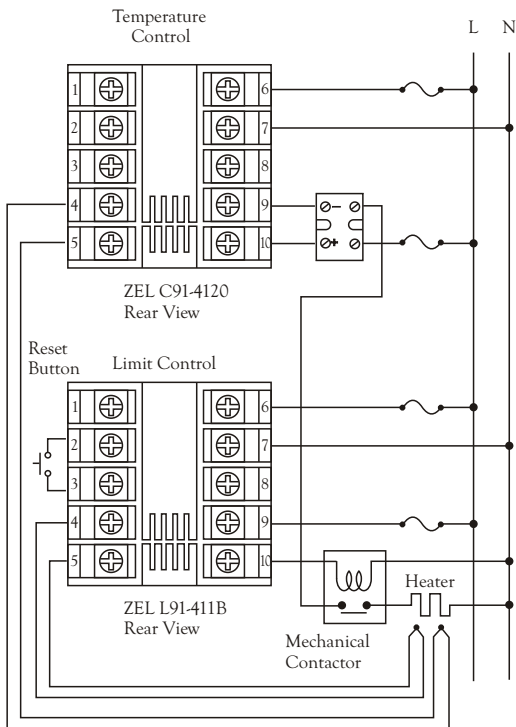 Temperature
Control
L N
1 6
2 7
3 8
4 9 −
5 10 +
ZEL C91-4120
Rear View
Reset
Button
Limit Control
1 6
2 7
3 8
4 9
5 10
Heater
ZEL L91-411B
Rear View
Mechanical
Contactor